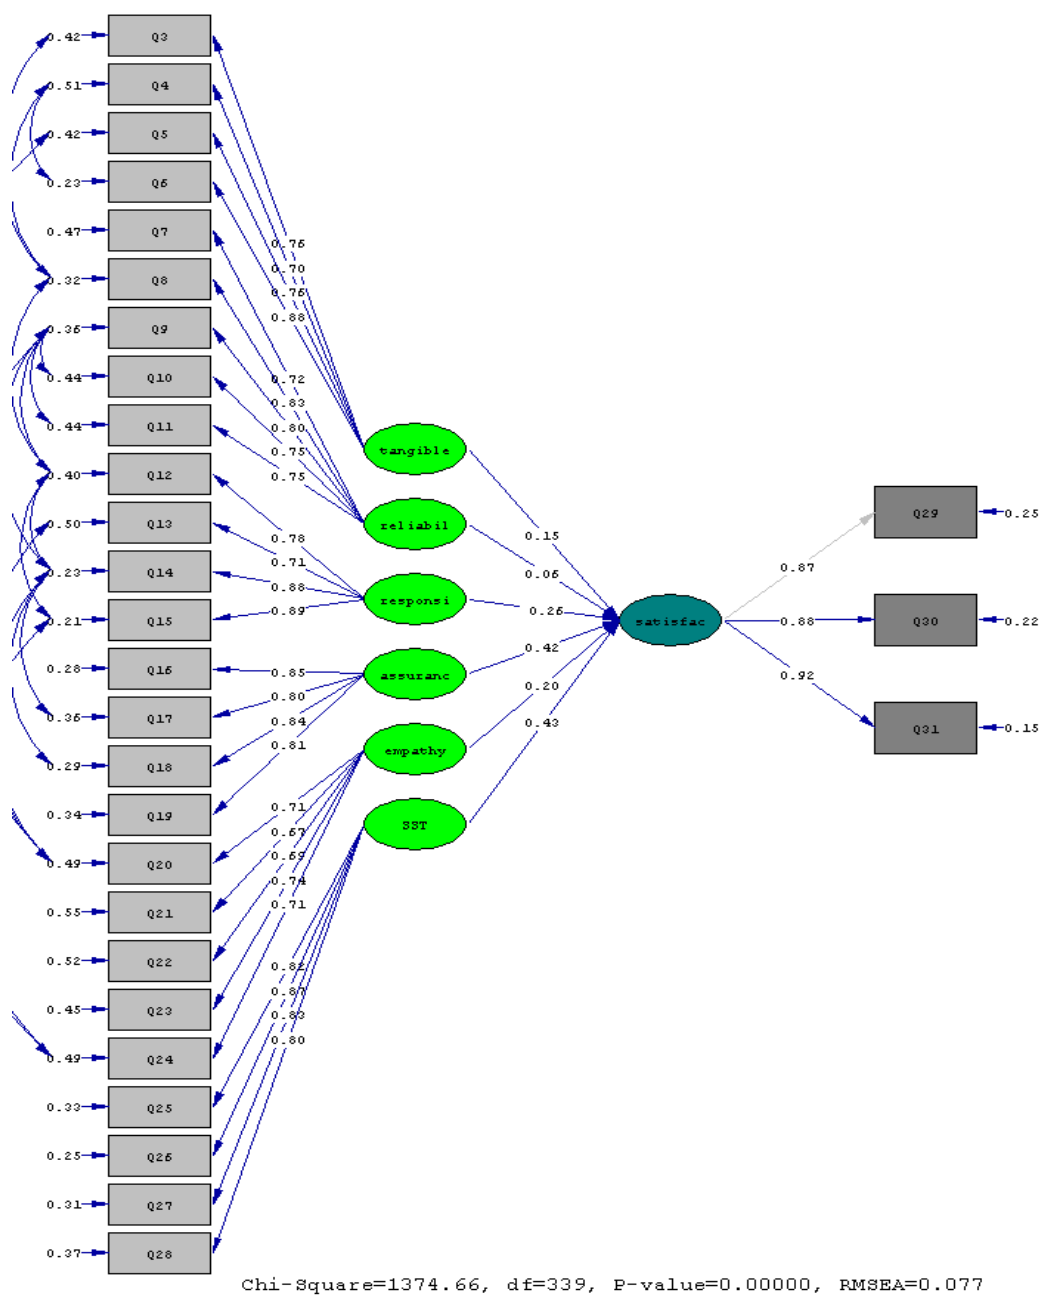 0.42 Q3
0.51 Q4
0.42 Q5
0.23 Q6
0.47 Q7
0.32 Q8
0.36 Q9
0.44 Q10
0.44 Q11
0.40 Q12
0.50 Q13
0.23 Q14
0.21 Q15
0.28 Q16
0.36 Q17
0.29 Q18
0.34 Q19
0.49 Q20
0.55 Q21
0.52 Q22
0.45 Q23
0.49 Q24
0.33 Q25
0.25 Q26
0.31 Q27
0.37 Q28
0.76
0.70
0.76
0.88
0.72
0.83
0.80
0.75
0.75
0.78
0.71
0.88
0.89
0.85
0.80
0.84
0.81
0.71
0.67
0.69
0.74
0.71
0.82
0.87
0.83
0.80
tangible
reliabil
responsi
assuranc
empathy
SST
0.15
0.06
0.26
0.42
0.20
0.43
satisfac
0.87
0.88
0.92
Q29 0.25
Q30 0.22
Q31 0.15
Chi-Square=1374.66, df=339, P-value=0.00000, RMSEA=0.077